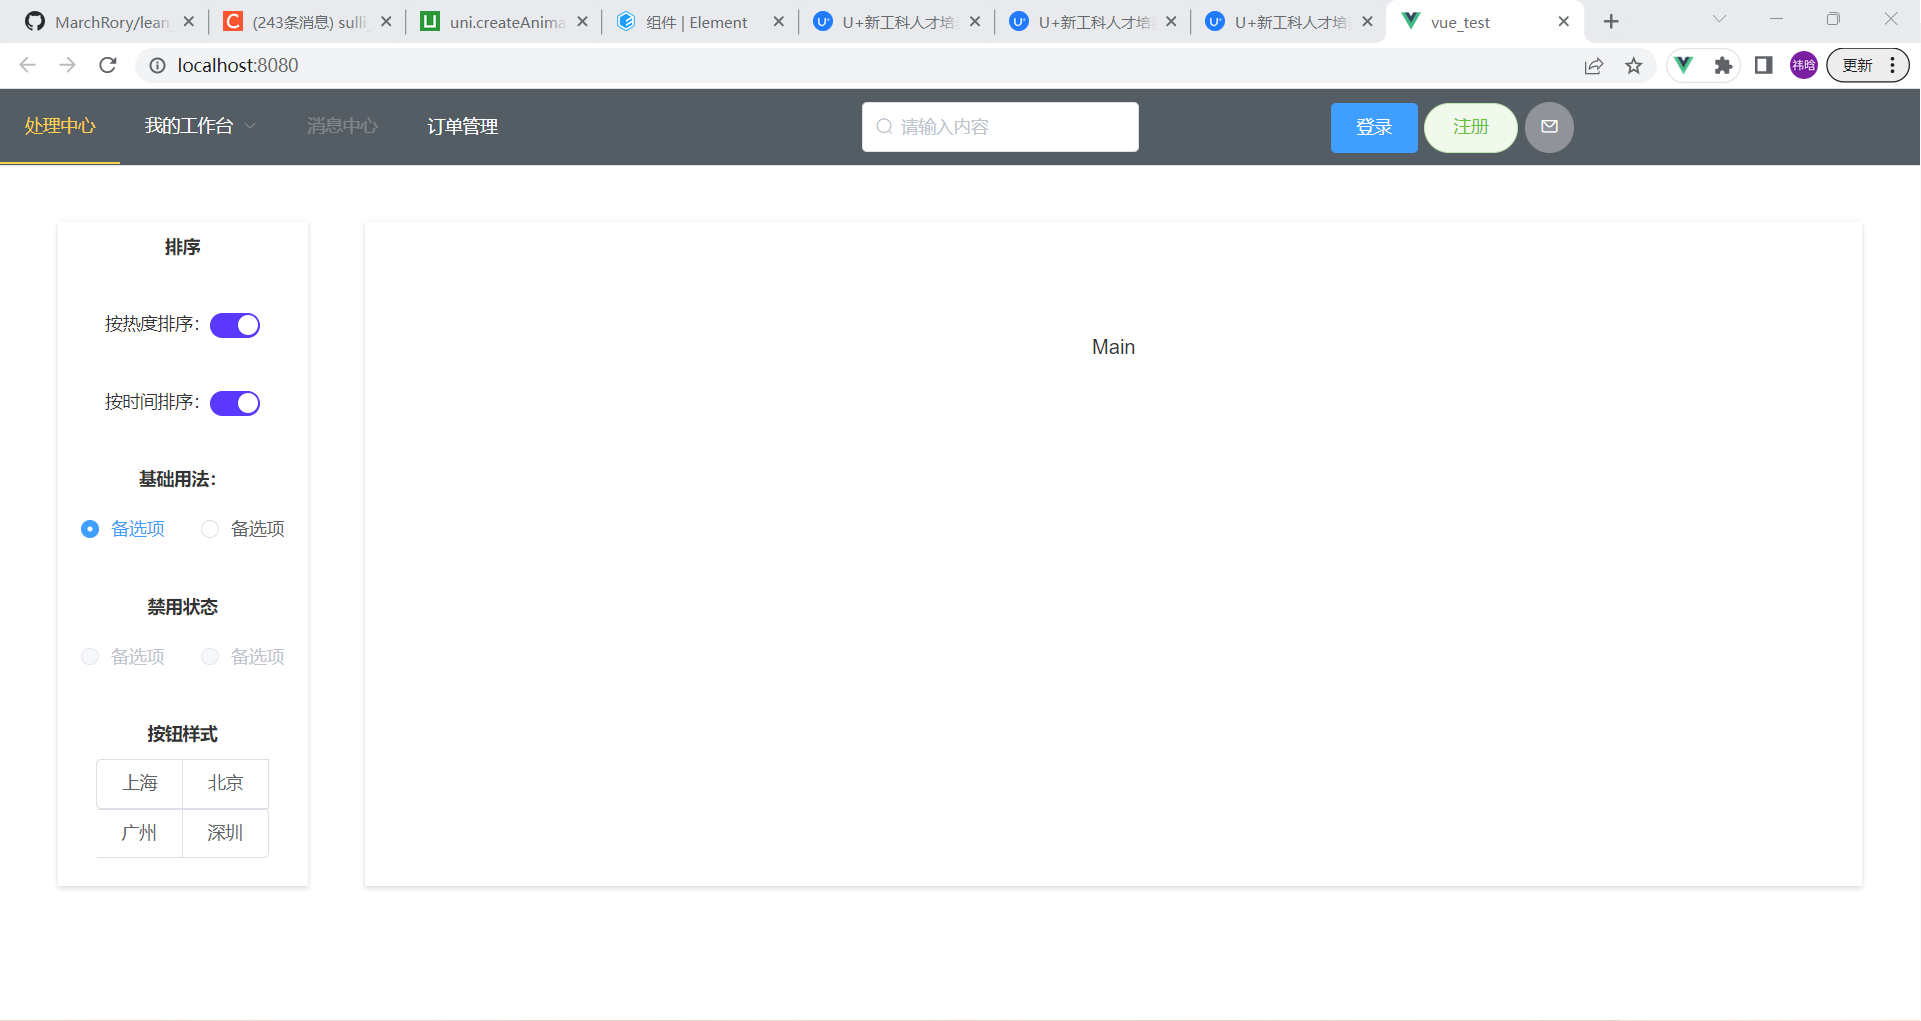 MarchRory/lean
(243条消息) sulli
uni.createAnima
组件 | Element
U+新工科人才培
U+新工科人才培
U+新工科人才培
vue_test
localhost:8080
祎晗
更新
处理中心
我的工作台
消息中心
订单管理
请输入内容
登录
注册
排序
按热度排序：
按时间排序：
基础用法：
备选项 备选项
禁用状态
备选项 备选项
按钮样式
上海 北京
广州 深圳
Main